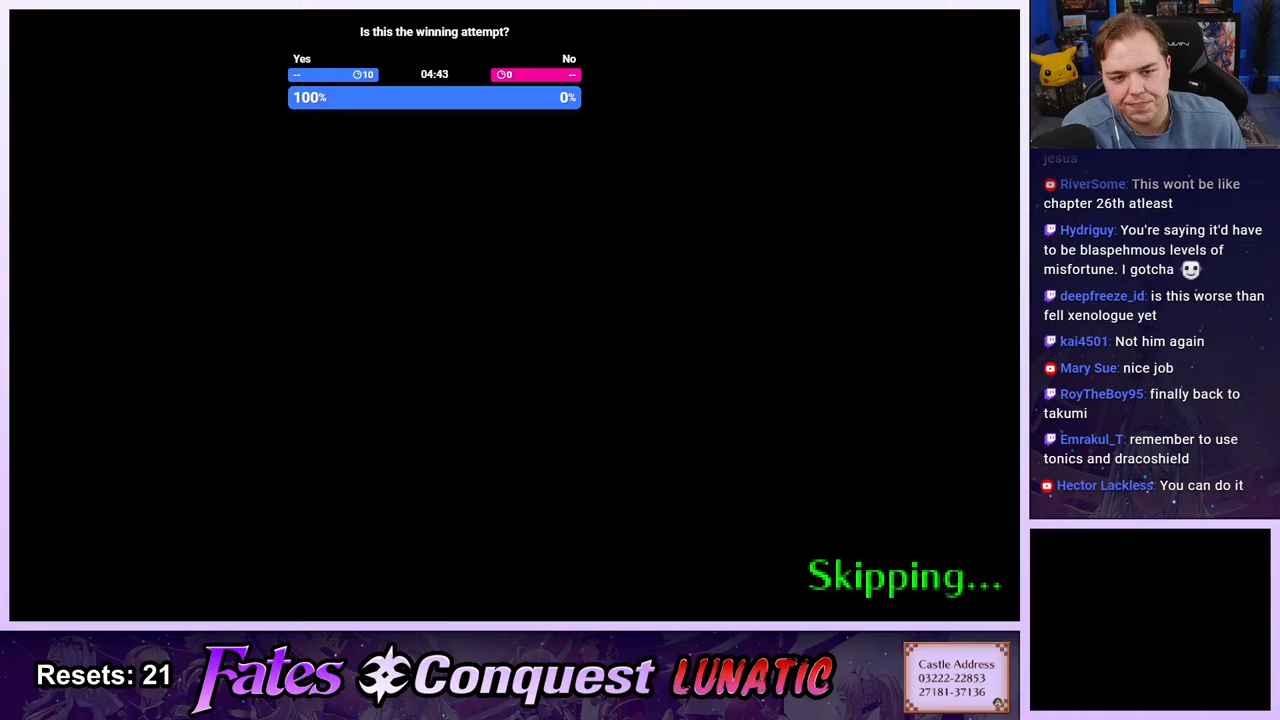 Is this the winning attempt?
Yes No
-- 10 04:43 0 --
100% 0%
jesus
RiverSome: This wont be like
chapter 26th atleast
Hydriguy: You're saying it'd have
to be blaspehmous levels of
misfortune. I gotcha
deepfreeze_id: is this worse than
fell xenologue yet
kai4501: Not him again
Mary Sue: nice job
RoyTheBoy95: finally back to
takumi
Emrakul_T: remember to use
tonics and dracoshield
Hector Lackless: You can do it
Skipping...
Resets: 21
Fates Conquest LUNATIC
Castle Address
03222-22853
27181-37136